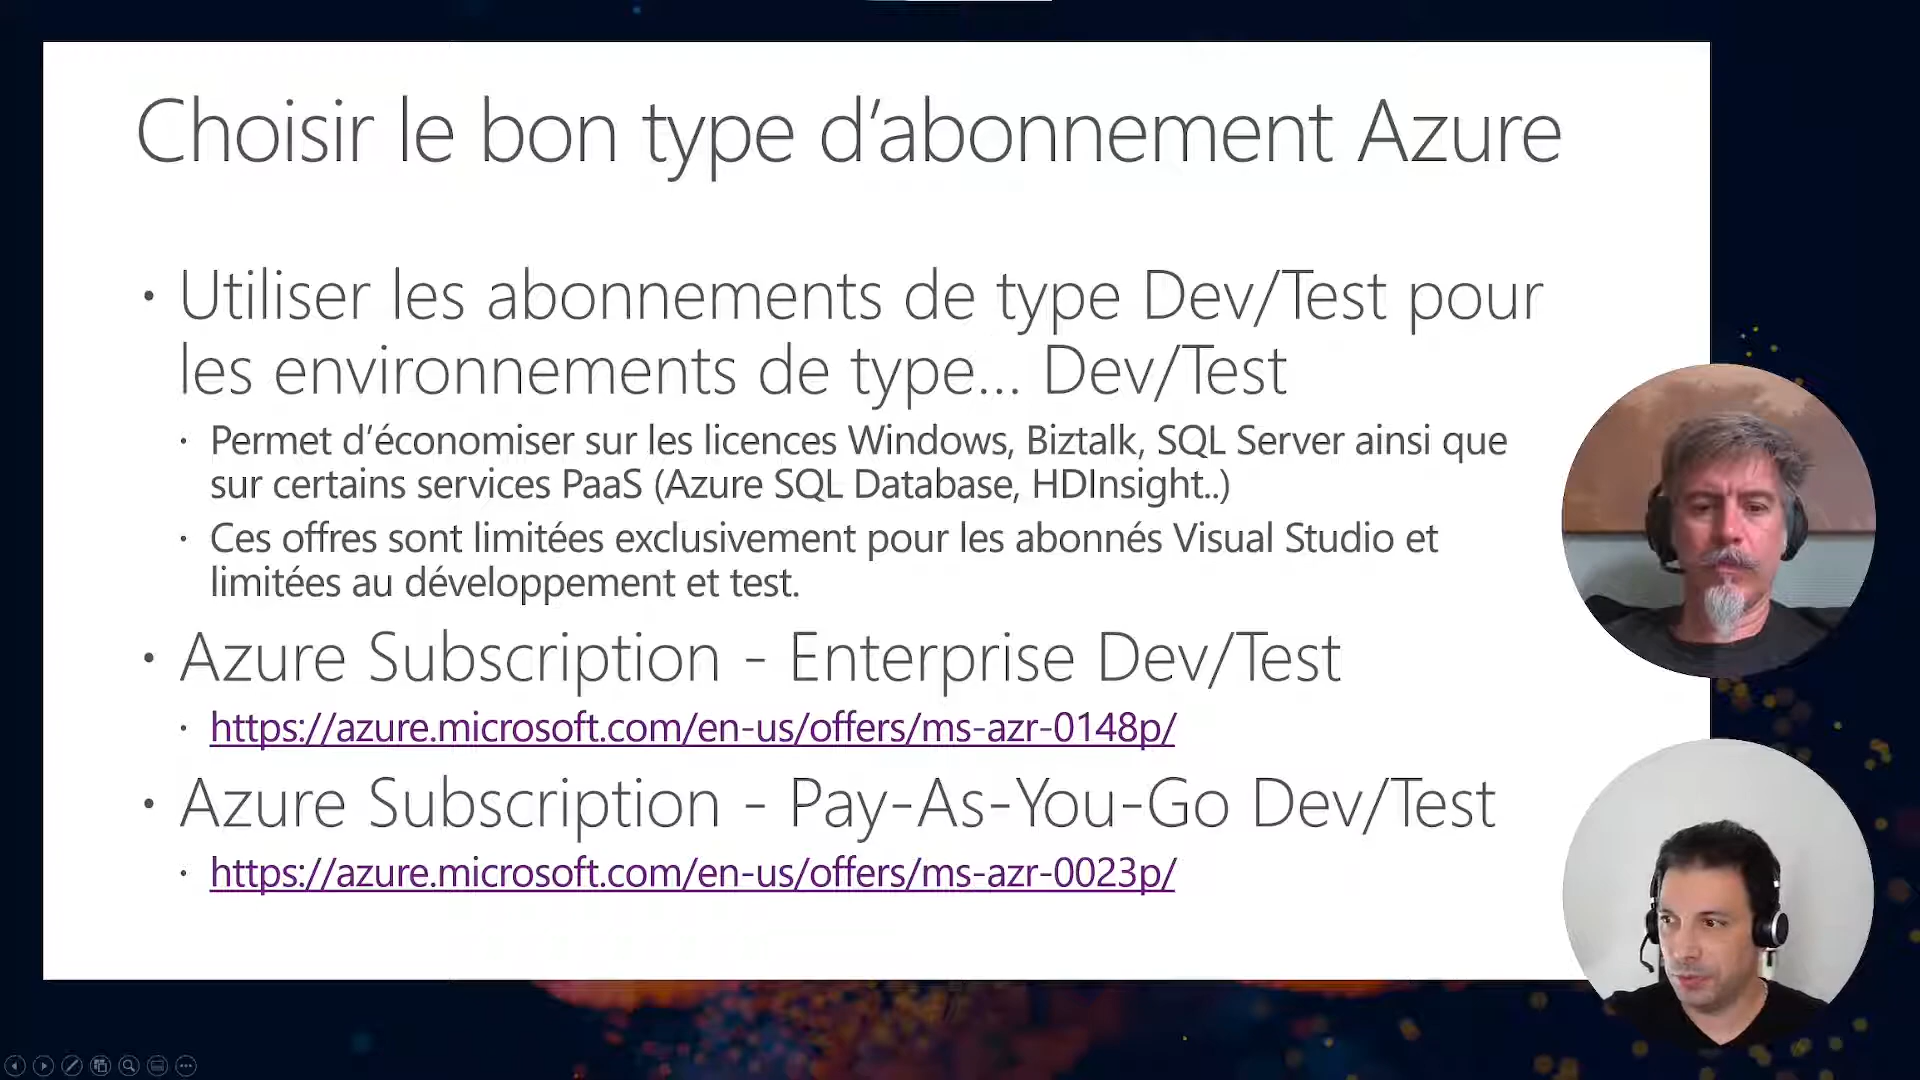 Choisir le bon type d’abonnement Azure
• Utiliser les abonnements de type Dev/Test pour
les environnements de type... Dev/Test
• Permet d’économiser sur les licences Windows, Biztalk, SQL Server ainsi que
sur certains services PaaS (Azure SQL Database, HDInsight..)
• Ces offres sont limitées exclusivement pour les abonnés Visual Studio et
limitées au développement et test.
• Azure Subscription - Enterprise Dev/Test
• https://azure.microsoft.com/en-us/offers/ms-azr-0148p/
• Azure Subscription - Pay-As-You-Go Dev/Test
• https://azure.microsoft.com/en-us/offers/ms-azr-0023p/